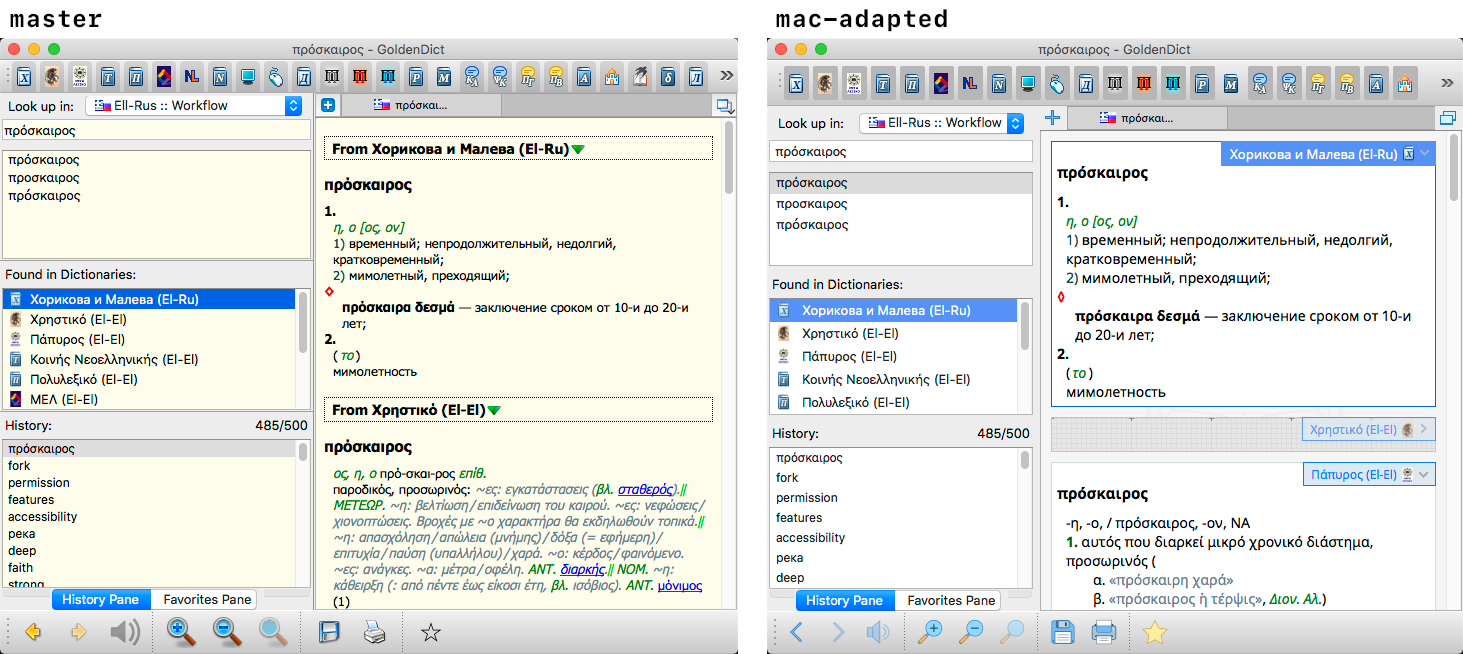 master
πρόσκαιρος - GoldenDict
Look up in:
Ell-Rus :: Workflow
πρόσκαι...
πρόσκαιρος
πρόσκαιρος
προσκαιρος
πρόσκαιρος
Found in Dictionaries:
Хорикова и Малева (El-Ru)
Χρηστικό (El-El)
Πάπυρος (El-El)
Κοινής Νεοελληνικής (El-El)
Πολυλεξικό (El-El)
ΜΕΛ (El-El)
History:
485/500
πρόσκαιρος
fork
permission
features
accessibility
река
deep
faith
strong
History Pane
Favorites Pane
From Хорикова и Малева (El-Ru)
πρόσκαιρος
1.
η, ο [ος, ον]
1) временный; непродолжительный, недолгий,
кратковременный;
2) мимолетный, преходящий;
◊
πρόσκαιρα δεσμά — заключение сроком от 10-и до 20-и
лет;
2.
(το)
мимолетность
From Χρηστικό (El-El)
πρόσκαιρος
ος, η, ο πρό-σκαι-ρος επίθ.
παροδικός, προσωρινός: ~ες: εγκατάστασεις (βλ. σταθερός).||
ΜΕΤΕΩΡ. ~η: βελτίωση/επιδείνωση του καιρού. ~ες: νεφώσεις/
χιονοπτώσεις. Βροχές με ~ο χαρακτήρα θα εκδηλωθούν τοπικά.||
~η: απασχόληση/απώλεια (μνήμης)/δόξα (= εφήμερη)/
επιτυχία/παύση (υπαλλήλου)/χαρά. ~ο: κέρδος/φαινόμενο.
~ες: ανάγκες. ~α: μέτρα/οφέλη. ΑΝΤ. διαρκής.|| ΝΟΜ. ~η:
κάθειρξη (: από πέντε έως είκοσι έτη, βλ. ισόβιος). ΑΝΤ. μόνιμος
(1)
mac-adapted
πρόσκαιρος - GoldenDict
Look up in:
Ell-Rus :: Workflow
πρόσκαι...
πρόσκαιρος
πρόσκαιρος
προσκαιρος
πρόσκαιρος
Found in Dictionaries:
Хорикова и Малева (El-Ru)
Χρηστικό (El-El)
Πάπυρος (El-El)
Κοινής Νεοελληνικής (El-El)
Πολυλεξικό (El-El)
History:
485/500
πρόσκαιρος
fork
permission
features
accessibility
река
deep
History Pane
Favorites Pane
Хорикова и Малева (El-Ru)
πρόσκαιρος
1.
η, ο [ος, ον]
1) временный; непродолжительный, недолгий,
кратковременный;
2) мимолетный, преходящий;
◊
πρόσκαιρα δεσμά — заключение сроком от 10-и
до 20-и лет;
2.
(το)
мимолетность
Χρηστικό (El-El)
Πάπυρος (El-El)
πρόσκαιρος
-η, -ο, / πρόσκαιρος, -ον, ΝΑ
1. αυτός που διαρκεί μικρό χρονικό διάστημα,
προσωρινός (
α. «πρόσκαιρη χαρά»
β. «πρόσκαιρος ἡ τέρψις», Διον. Αλ.)